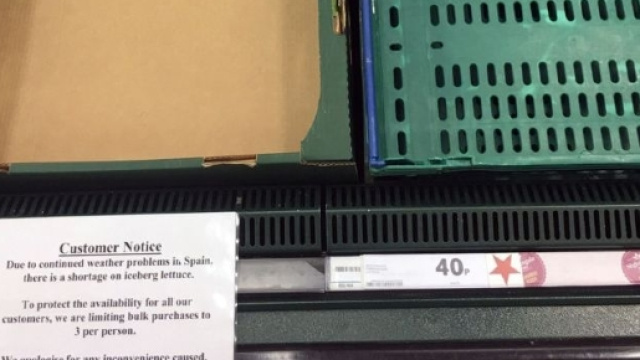 Customer Notice
Due to continued weather problems in Spain,
there is a shortage on iceberg lettuce.
To protect the availability for all our
customers, we are limiting bulk purchases to
3 per person.
We apologise for any inconvenience caused.
40p